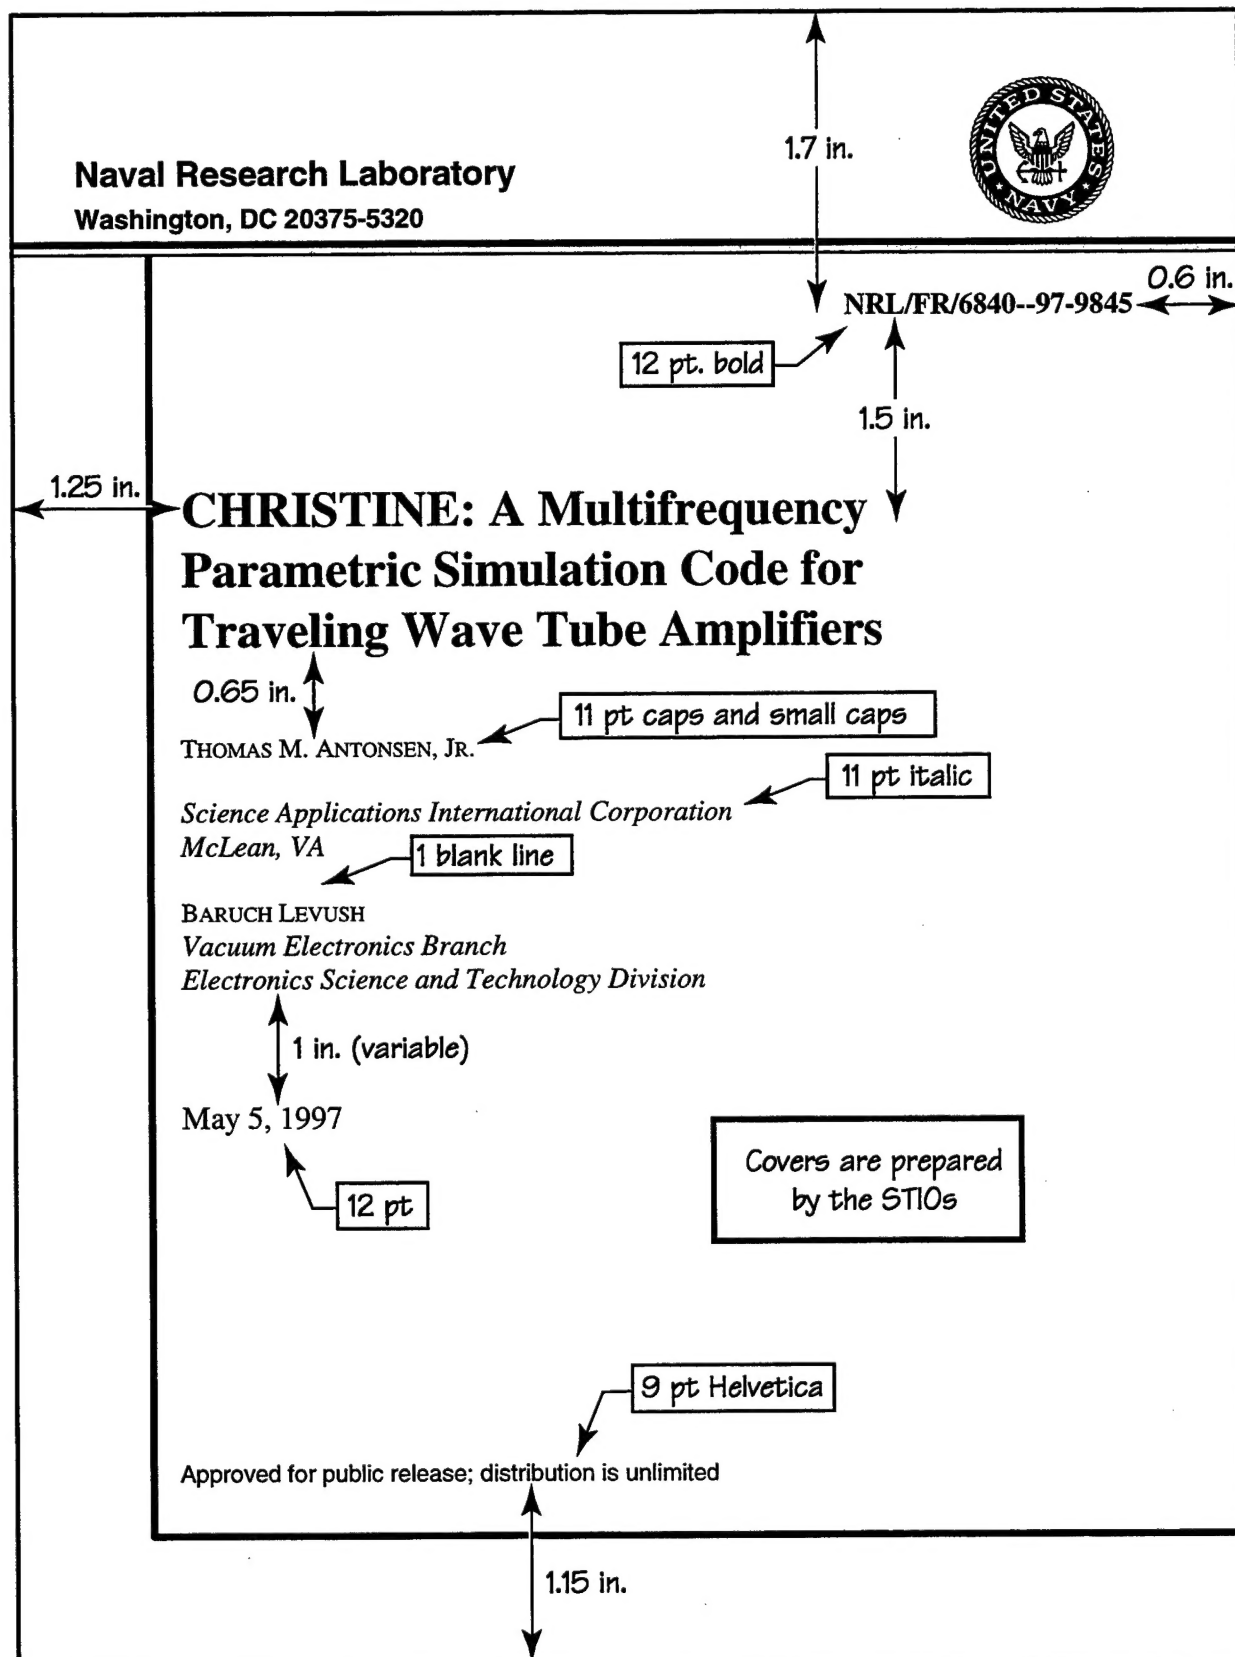 1.7 in.
UNITED STATES
NAVY
Naval Research Laboratory
Washington, DC 20375-5320
0.6 in.
NRL/FR/6840--97-9845
12 pt. bold
1.5 in.
1.25 in.
CHRISTINE: A Multifrequency
Parametric Simulation Code for
Traveling Wave Tube Amplifiers
0.65 in.
11 pt caps and small caps
THOMAS M. ANTONSEN, JR.
11 pt italic
Science Applications International Corporation
McLean, VA
1 blank line
BARUCH LEVUSH
Vacuum Electronics Branch
Electronics Science and Technology Division
1 in. (variable)
May 5, 1997
Covers are prepared
by the STIOs
12 pt
9 pt Helvetica
Approved for public release; distribution is unlimited
1.15 in.